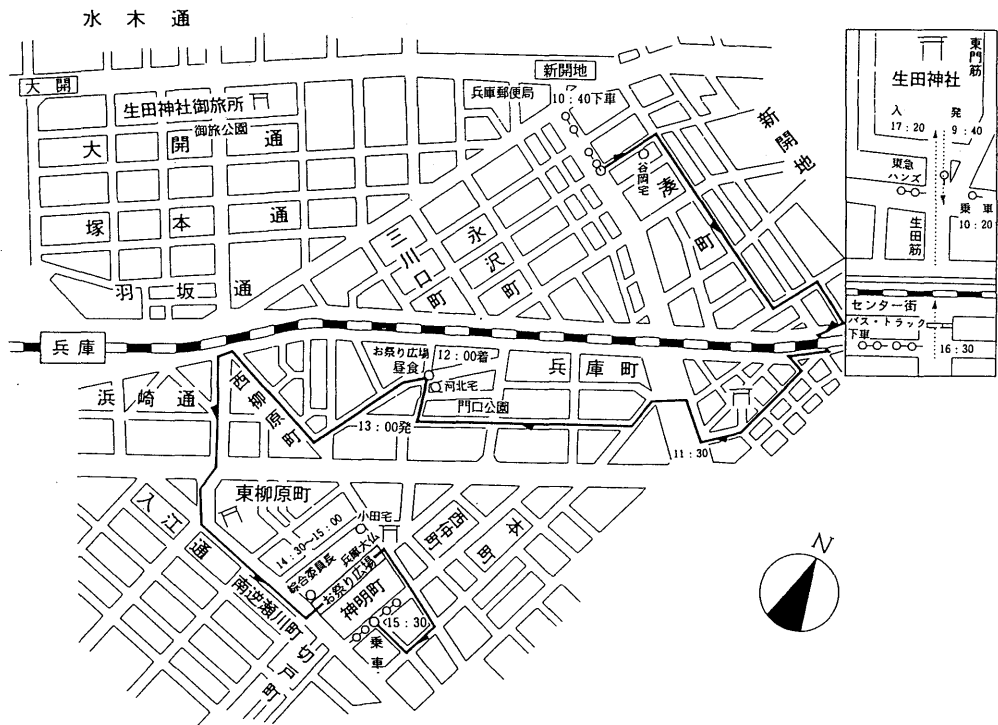 水木通
大開
生田神社御旅所
御旅公園
大開通
塚本通
羽坂通
新開地
兵庫郵便局
10：40下車
谷岡宅
湊町
新開地
三川口町
永沢町
兵庫
お祭り広場
昼食
12：00着
河北宅
門口公園
兵庫町
浜崎通
西柳原町
13：00発
11：30
東柳原町
入江通
小田宅
14：30〜15：00
綜合委員長
兵庫大仏
お祭り広場
神明町
西仲町
本町
南逆瀬川町
切戸町
15：30
乗車
N
東門筋
生田神社
入
17：20
発
9：40
東急
ハンズ
乗車
10：20
生田筋
センター街
バス・トラック
下車
16：30